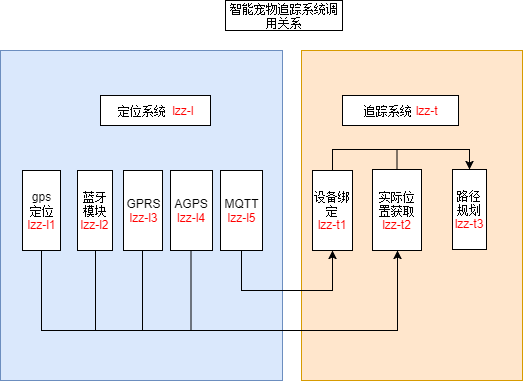 智能宠物追踪系统调
用关系
定位系统 lzz-l
追踪系统 lzz-t
gps
定位
lzz-l1
蓝牙
模块
lzz-l2
GPRS
lzz-l3
AGPS
lzz-l4
MQTT
lzz-l5
设备绑
定
lzz-t1
实际位
置获取
lzz-t2
路径
规划
lzz-t3